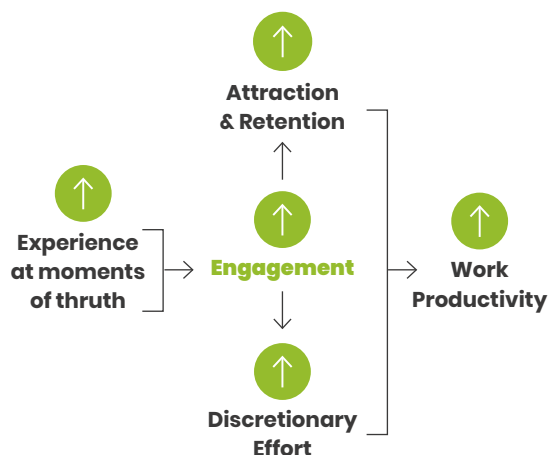 Attraction
& Retention
Experience
at moments
of thruth
Engagement
Work
Productivity
Discretionary
Effort